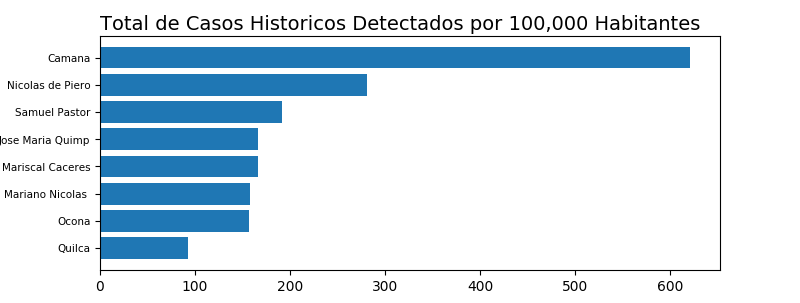 Total de Casos Historicos Detectados por 100,000 Habitantes
Camana
Nicolas de Piero
Samuel Pastor
Jose Maria Quimp
Mariscal Caceres
Mariano Nicolas
Ocona
Quilca
0 100 200 300 400 500 600